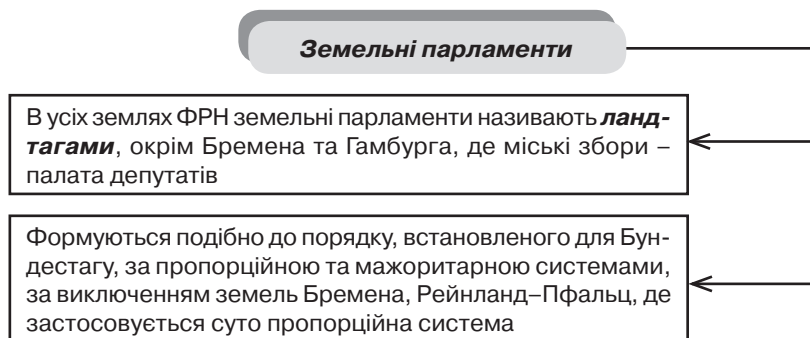 Земельні парламенти
В усіх землях ФРН земельні парламенти називають ланд-
тагами, окрім Бремена та Гамбурга, де міські збори –
палата депутатів
Формуються подібно до порядку, встановленого для Бун-
дестагу, за пропорційною та мажоритарною системами,
за виключенням земель Бремена, Рейнланд–Пфальц, де
застосовується суто пропорційна система